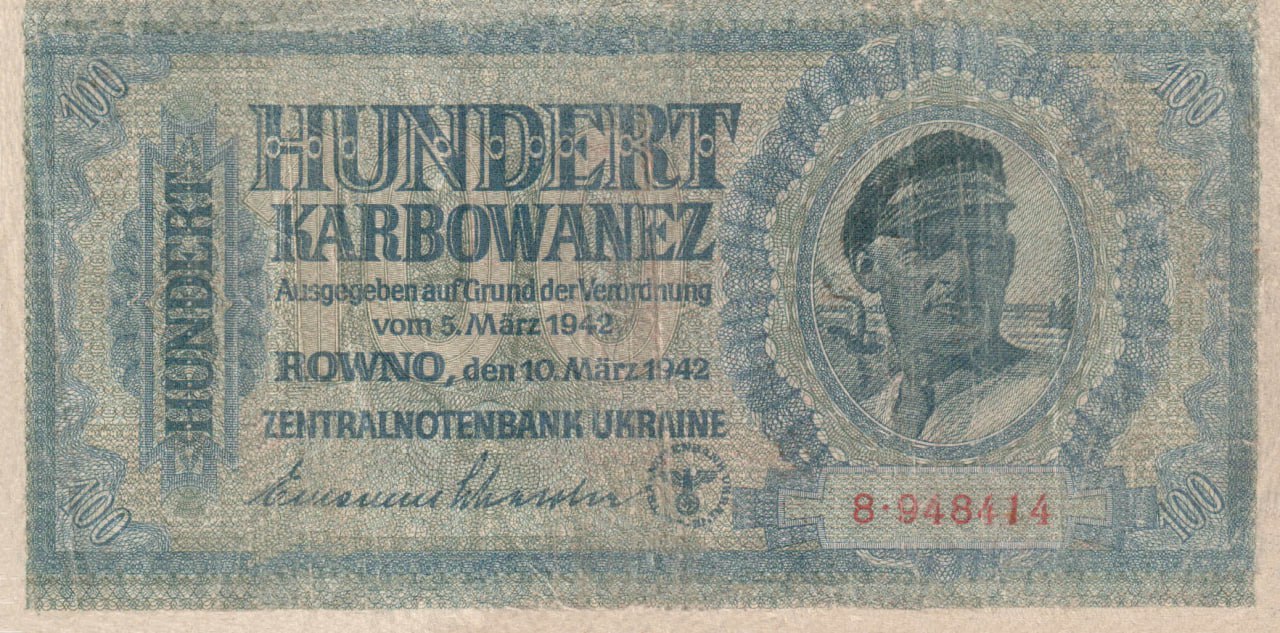 100
100
HUNDERT
HUNDERT
KARBOWANEZ
Ausgegeben auf Grund der Verordnung
vom 5. März 1942
ROWNO, den 10. März 1942
ZENTRALNOTENBANK UKRAINE
8·948414
100
100